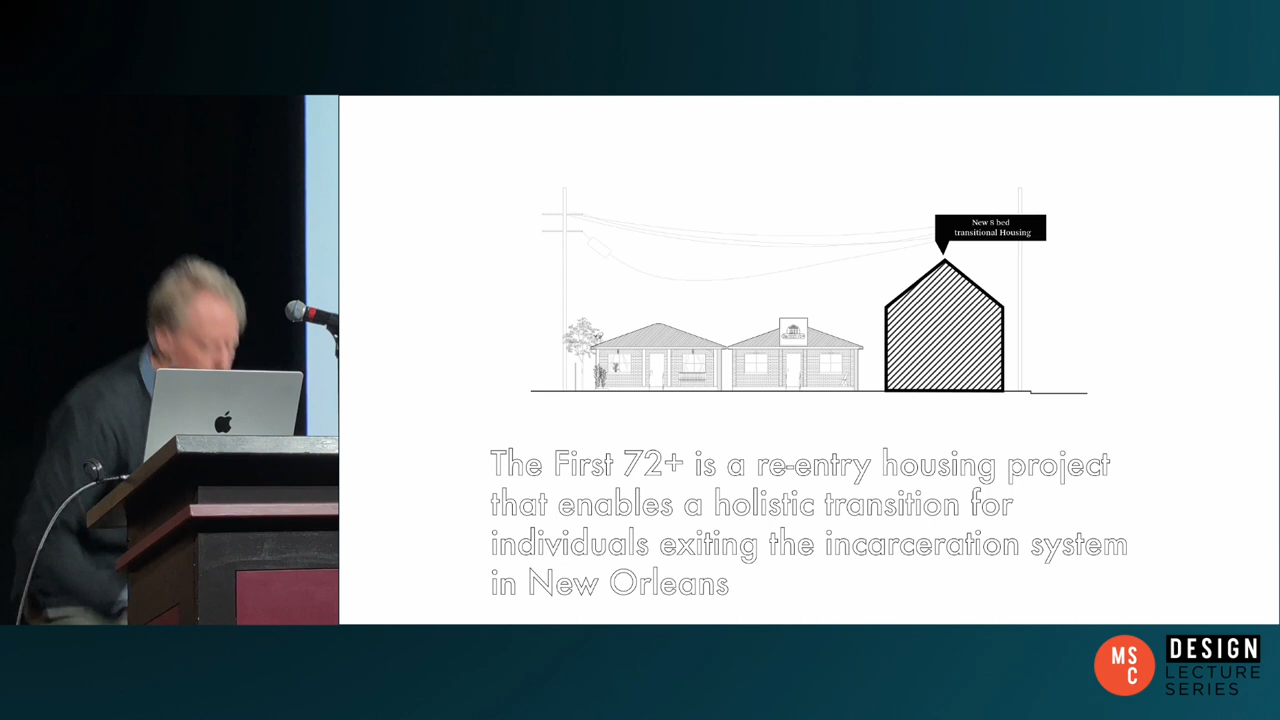 New 8 bed
transitional Housing
The First 72+ is a re-entry housing project
that enables a holistic transition for
individuals exiting the incarceration system
in New Orleans
MS
C
DESIGN
LECTURE
SERIES